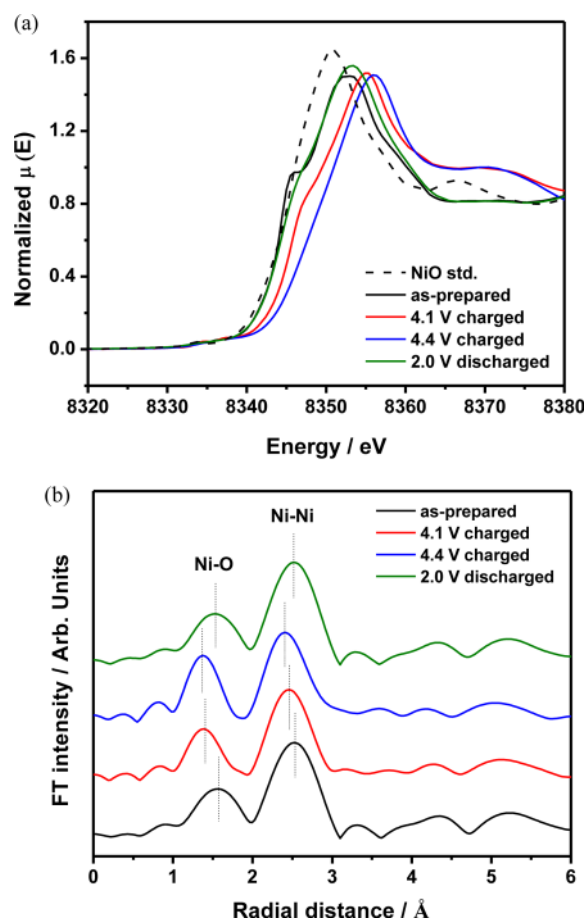 (a)
Normalized μ (E)
1.6
1.2
0.8
0.4
0.0
NiO std.
as-prepared
4.1 V charged
4.4 V charged
2.0 V discharged
8320 8330 8340 8350 8360 8370 8380
Energy / eV
(b)
FT intensity / Arb. Units
Ni-Ni
Ni-O
as-prepared
4.1 V charged
4.4 V charged
2.0 V discharged
0 1 2 3 4 5 6
Radial distance / Å